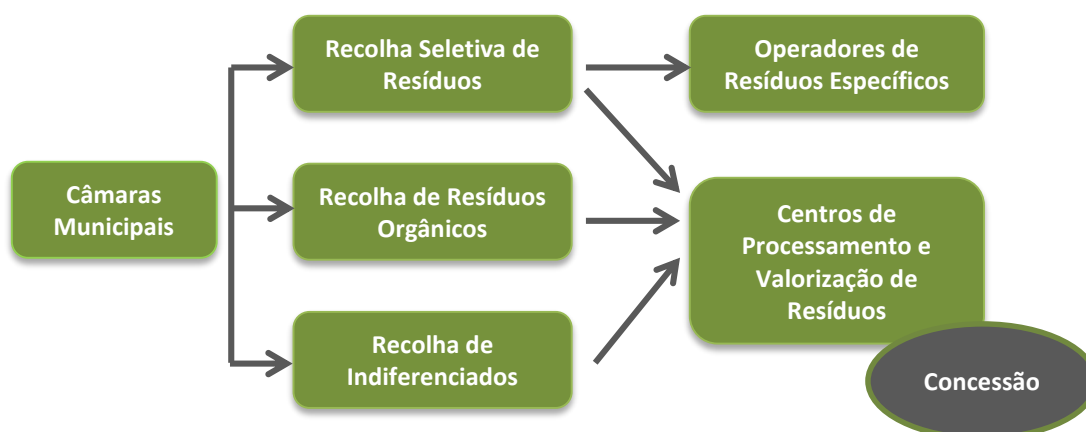 Câmaras
Municipais
Recolha Seletiva de
Resíduos
Recolha de Resíduos
Orgânicos
Recolha de
Indiferenciados
Operadores de
Resíduos Específicos
Centros de
Processamento e
Valorização de
Resíduos
Concessão